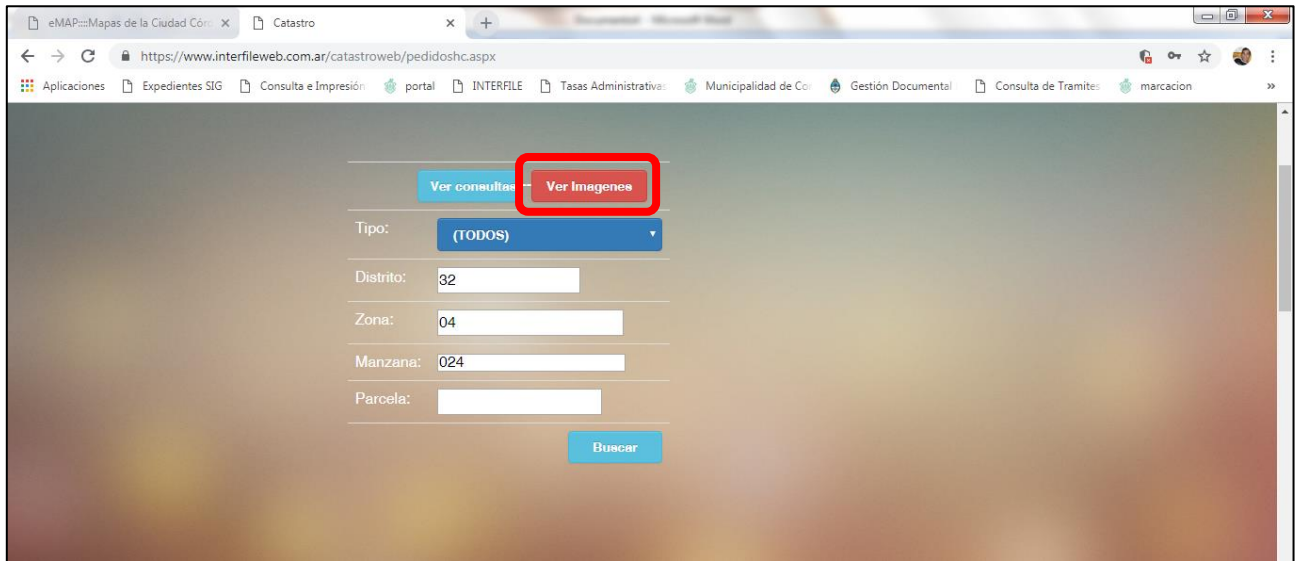 eMAP::::Mapas de la Ciudad Córd
Catastro
https://www.interfileweb.com.ar/catastroweb/pedidoshc.aspx
Aplicaciones Expedientes SIG Consulta e Impresión portal INTERFILE Tasas Administrativas Municipalidad de Co Gestión Documental Consulta de Tramites marcacion »
Ver consultas Ver Imagenes
Tipo: (TODOS)
Distrito: 32
Zona: 04
Manzana: 024
Parcela:
Buscar